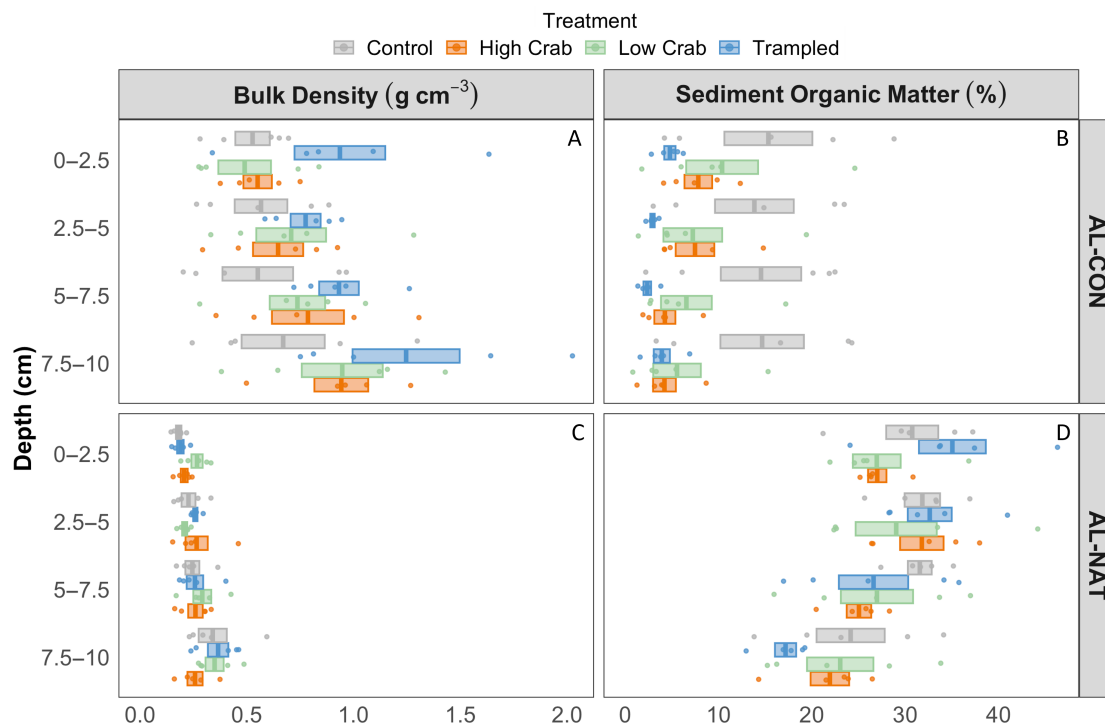 Treatment
Control High Crab Low Crab Trampled
Bulk Density (g cm⁻³) Sediment Organic Matter (%)
A B
0–2.5
2.5–5
5–7.5
7.5–10
AL-CON
Depth (cm)
C D
0–2.5
2.5–5
5–7.5
7.5–10
AL-NAT
0.0 0.5 1.0 1.5 2.0 0 10 20 30 40